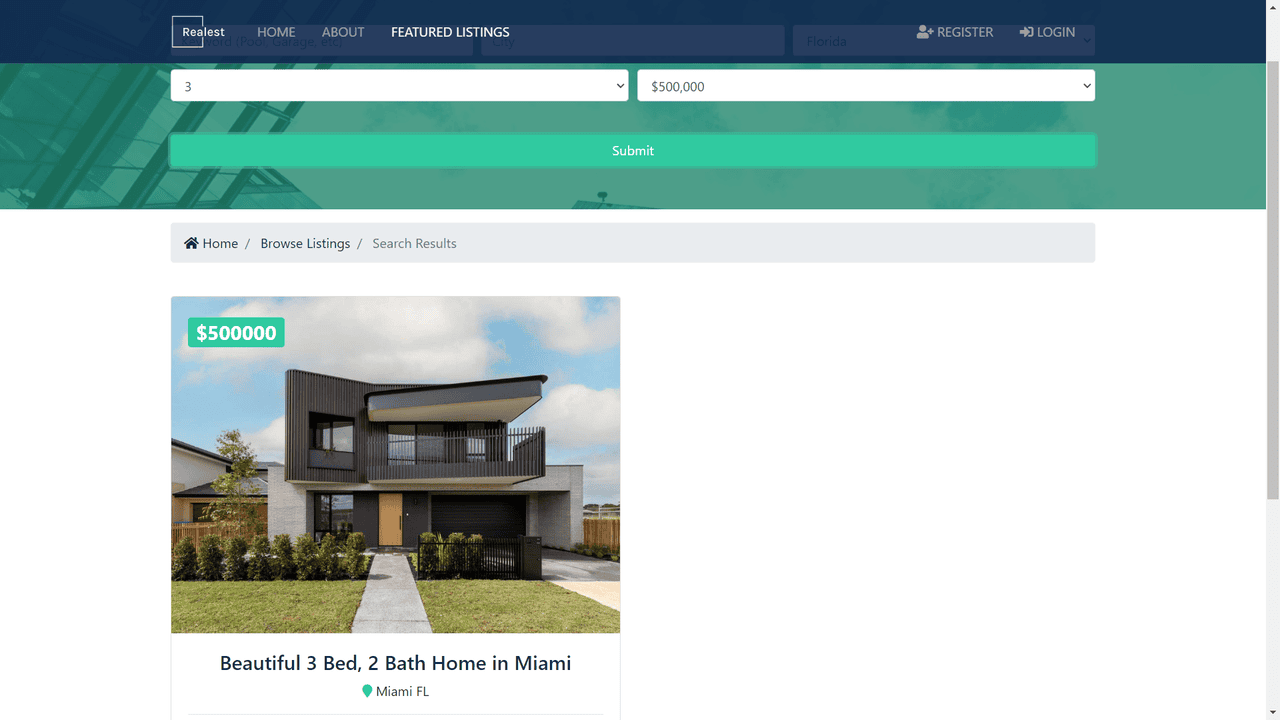 Realest HOME ABOUT FEATURED LISTINGS REGISTER LOGIN
Keyword (Pool, Garage, etc) City Florida
3 $500,000
Submit
Home / Browse Listings / Search Results
$500000
Beautiful 3 Bed, 2 Bath Home in Miami
Miami FL